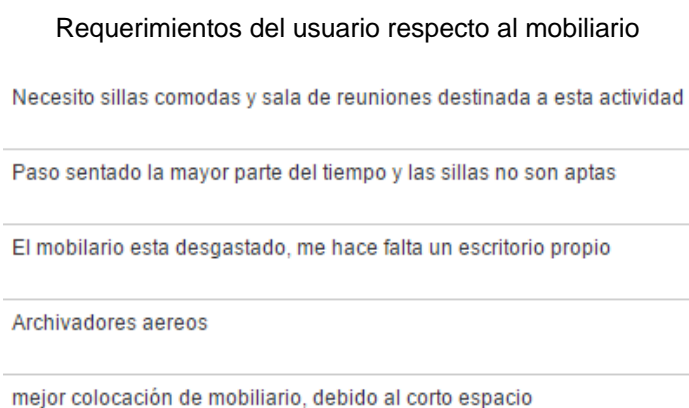 Requerimientos del usuario respecto al mobiliario
Necesito sillas comodas y sala de reuniones destinada a esta actividad
Paso sentado la mayor parte del tiempo y las sillas no son aptas
El mobilario esta desgastado, me hace falta un escritorio propio
Archivadores aereos
mejor colocación de mobiliario, debido al corto espacio